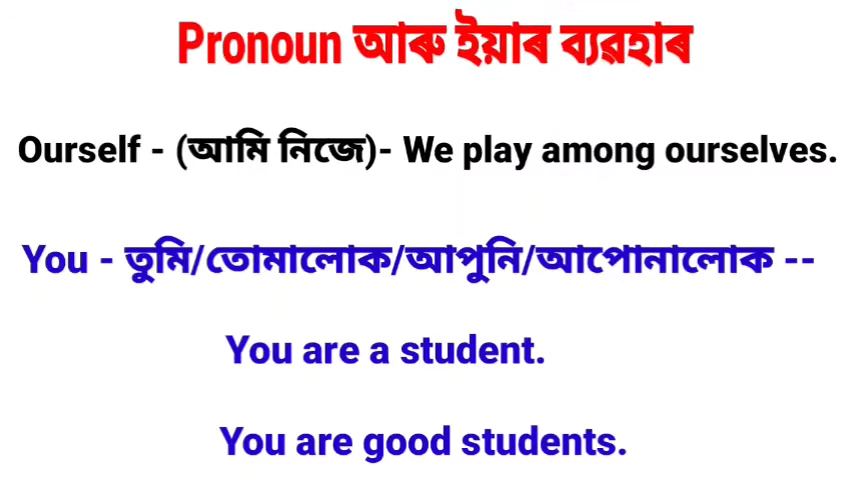 Pronoun আৰু ইয়াৰ ব্যৱহাৰ
Ourself - (আমি নিজে)- We play among ourselves.
You - তুমি/তোমালোক/আপুনি/আপোনালোক --
You are a student.
You are good students.